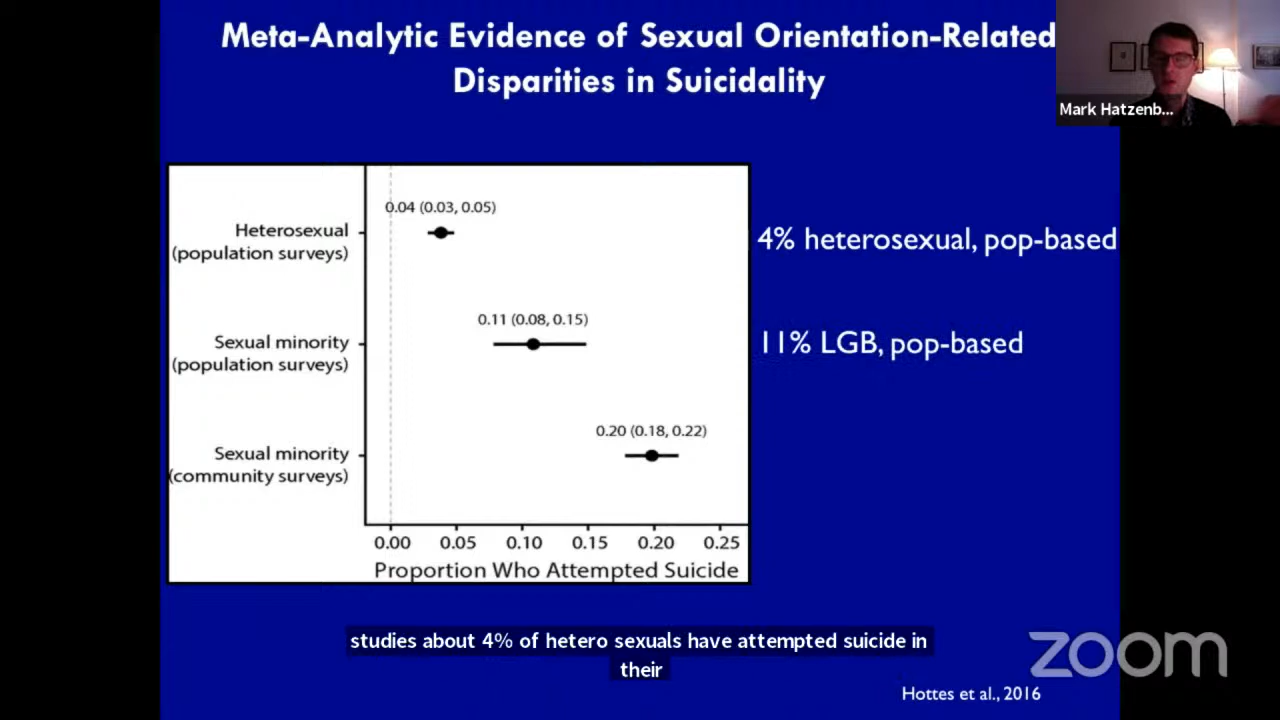 Meta-Analytic Evidence of Sexual Orientation-Related
Disparities in Suicidality
Mark Hatzenb...
0.04 (0.03, 0.05)
Heterosexual
(population surveys)
4% heterosexual, pop-based
0.11 (0.08, 0.15)
Sexual minority
(population surveys)
11% LGB, pop-based
0.20 (0.18, 0.22)
Sexual minority
(community surveys)
0.00 0.05 0.10 0.15 0.20 0.25
Proportion Who Attempted Suicide
studies about 4% of hetero sexuals have attempted suicide in
their
zoom
Hottes et al., 2016